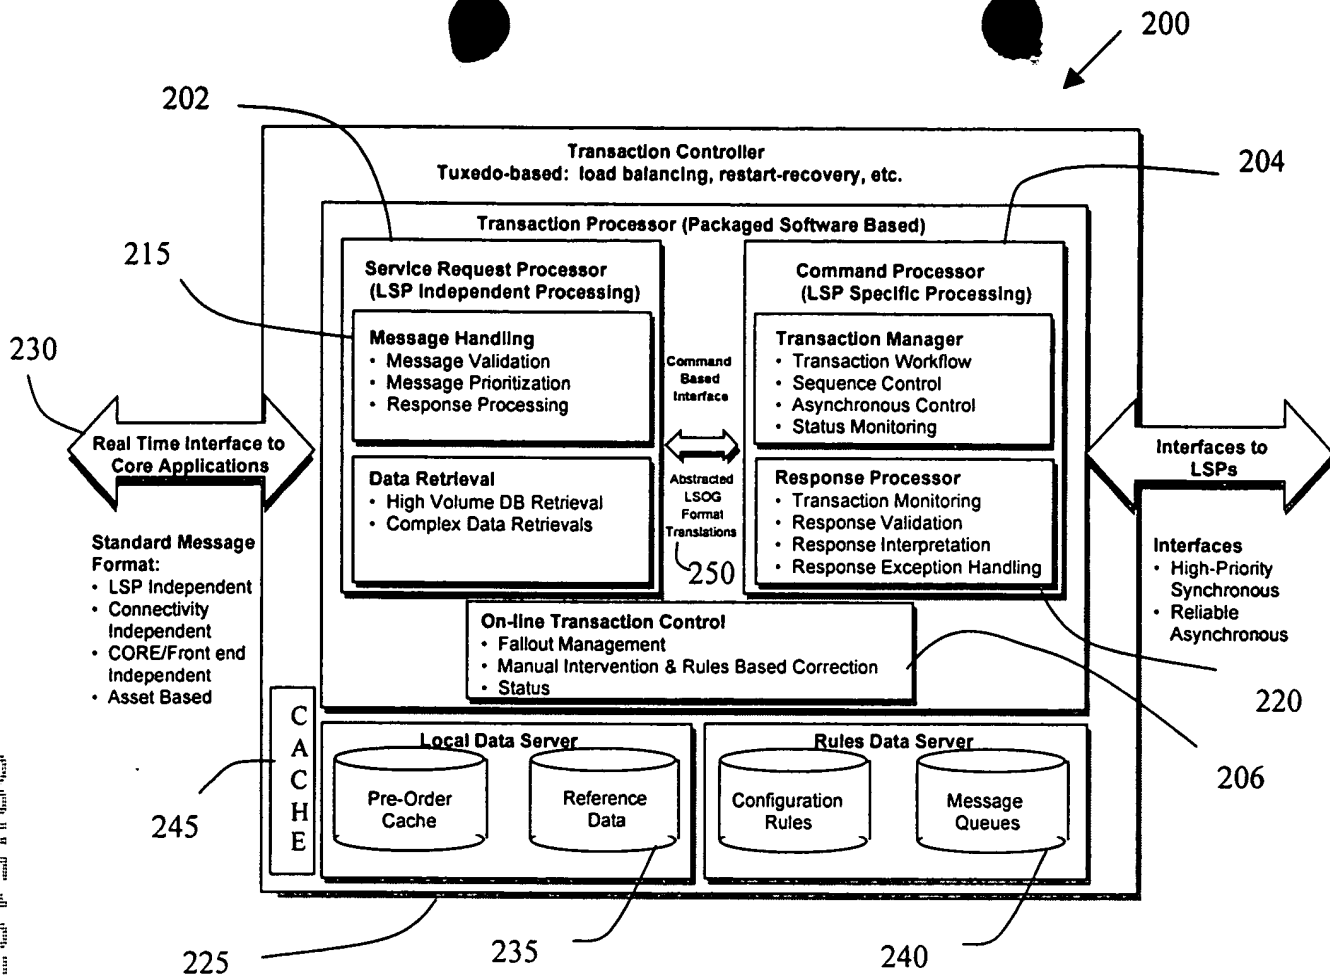 200
202
Transaction Controller
Tuxedo-based: load balancing, restart-recovery, etc.
204
Transaction Processor (Packaged Software Based)
215
Service Request Processor
(LSP Independent Processing)
Message Handling
• Message Validation
• Message Prioritization
• Response Processing
Data Retrieval
• High Volume DB Retrieval
• Complex Data Retrievals
Command
Based
Interface
Abstracted
LSOG
Format
Translations
250
Command Processor
(LSP Specific Processing)
Transaction Manager
• Transaction Workflow
• Sequence Control
• Asynchronous Control
• Status Monitoring
Response Processor
• Transaction Monitoring
• Response Validation
• Response Interpretation
• Response Exception Handling
230
Real Time Interface to
Core Applications
Standard Message
Format:
• LSP Independent
• Connectivity
Independent
• CORE/Front end
Independent
• Asset Based
Interfaces to
LSPs
Interfaces
• High-Priority
Synchronous
• Reliable
Asynchronous
On-line Transaction Control
• Fallout Management
• Manual Intervention & Rules Based Correction
• Status
220
206
C
A
C
H
E
245
Local Data Server
Pre-Order
Cache
Reference
Data
Rules Data Server
Configuration
Rules
Message
Queues
225
235
240